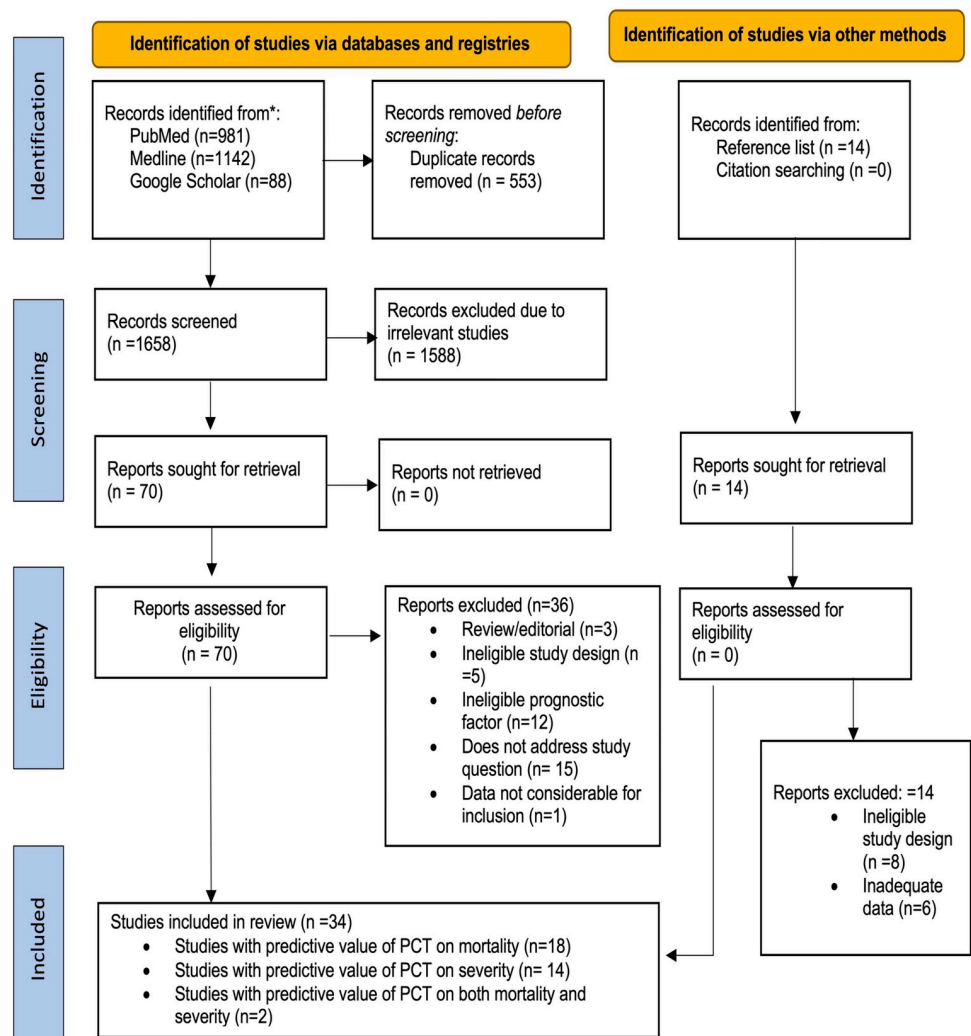 Identification of studies via databases and registries
Identification of studies via other methods
Identification
Records identified from*:
PubMed (n=981)
Medline (n=1142)
Google Scholar (n=88)
Records removed before
screening:
Duplicate records
removed (n = 553)
Records identified from:
Reference list (n =14)
Citation searching (n =0)
Screening
Records screened
(n =1658)
Records excluded due to
irrelevant studies
(n = 1588)
Reports sought for retrieval
(n = 70)
Reports not retrieved
(n = 0)
Reports sought for retrieval
(n = 14)
Eligibility
Reports assessed for
eligibility
(n = 70)
Reports excluded (n=36)
• Review/editorial (n=3)
• Ineligible study design (n
=5)
• Ineligible prognostic
factor (n=12)
• Does not address study
question (n= 15)
• Data not considerable for
inclusion (n=1)
Reports assessed for
eligibility
(n = 0)
Reports excluded: =14
• Ineligible
study design
(n =8)
• Inadequate
data (n=6)
Included
Studies included in review (n =34)
• Studies with predictive value of PCT on mortality (n=18)
• Studies with predictive value of PCT on severity (n= 14)
• Studies with predictive value of PCT on both mortality and
severity (n=2)